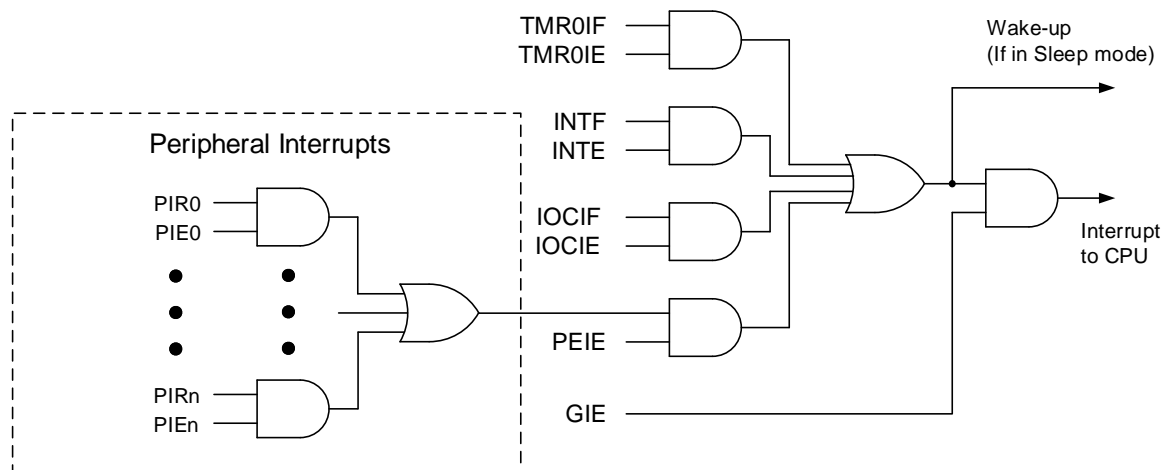 TMR0IF
TMR0IE
Wake-up
(If in Sleep mode)
INTF
INTE
Peripheral Interrupts
PIR0
PIE0
IOCIF
IOCIE
Interrupt
to CPU
PEIE
PIRn
PIEn
GIE